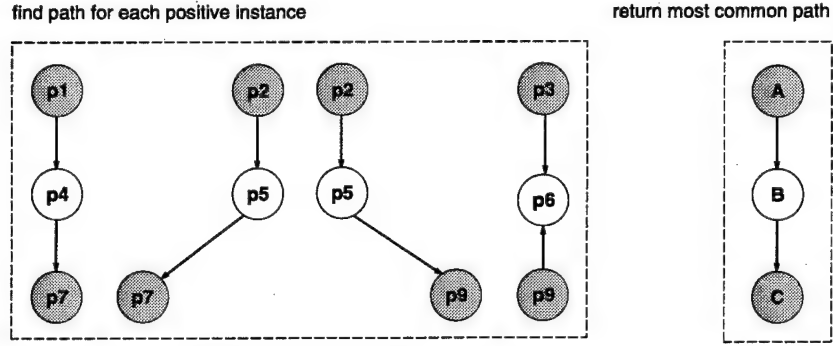 find path for each positive instance return most common path
p1 p2 p2 p3 A
p4 p5 p5 p6 B
p7 p7 p9 p9 C